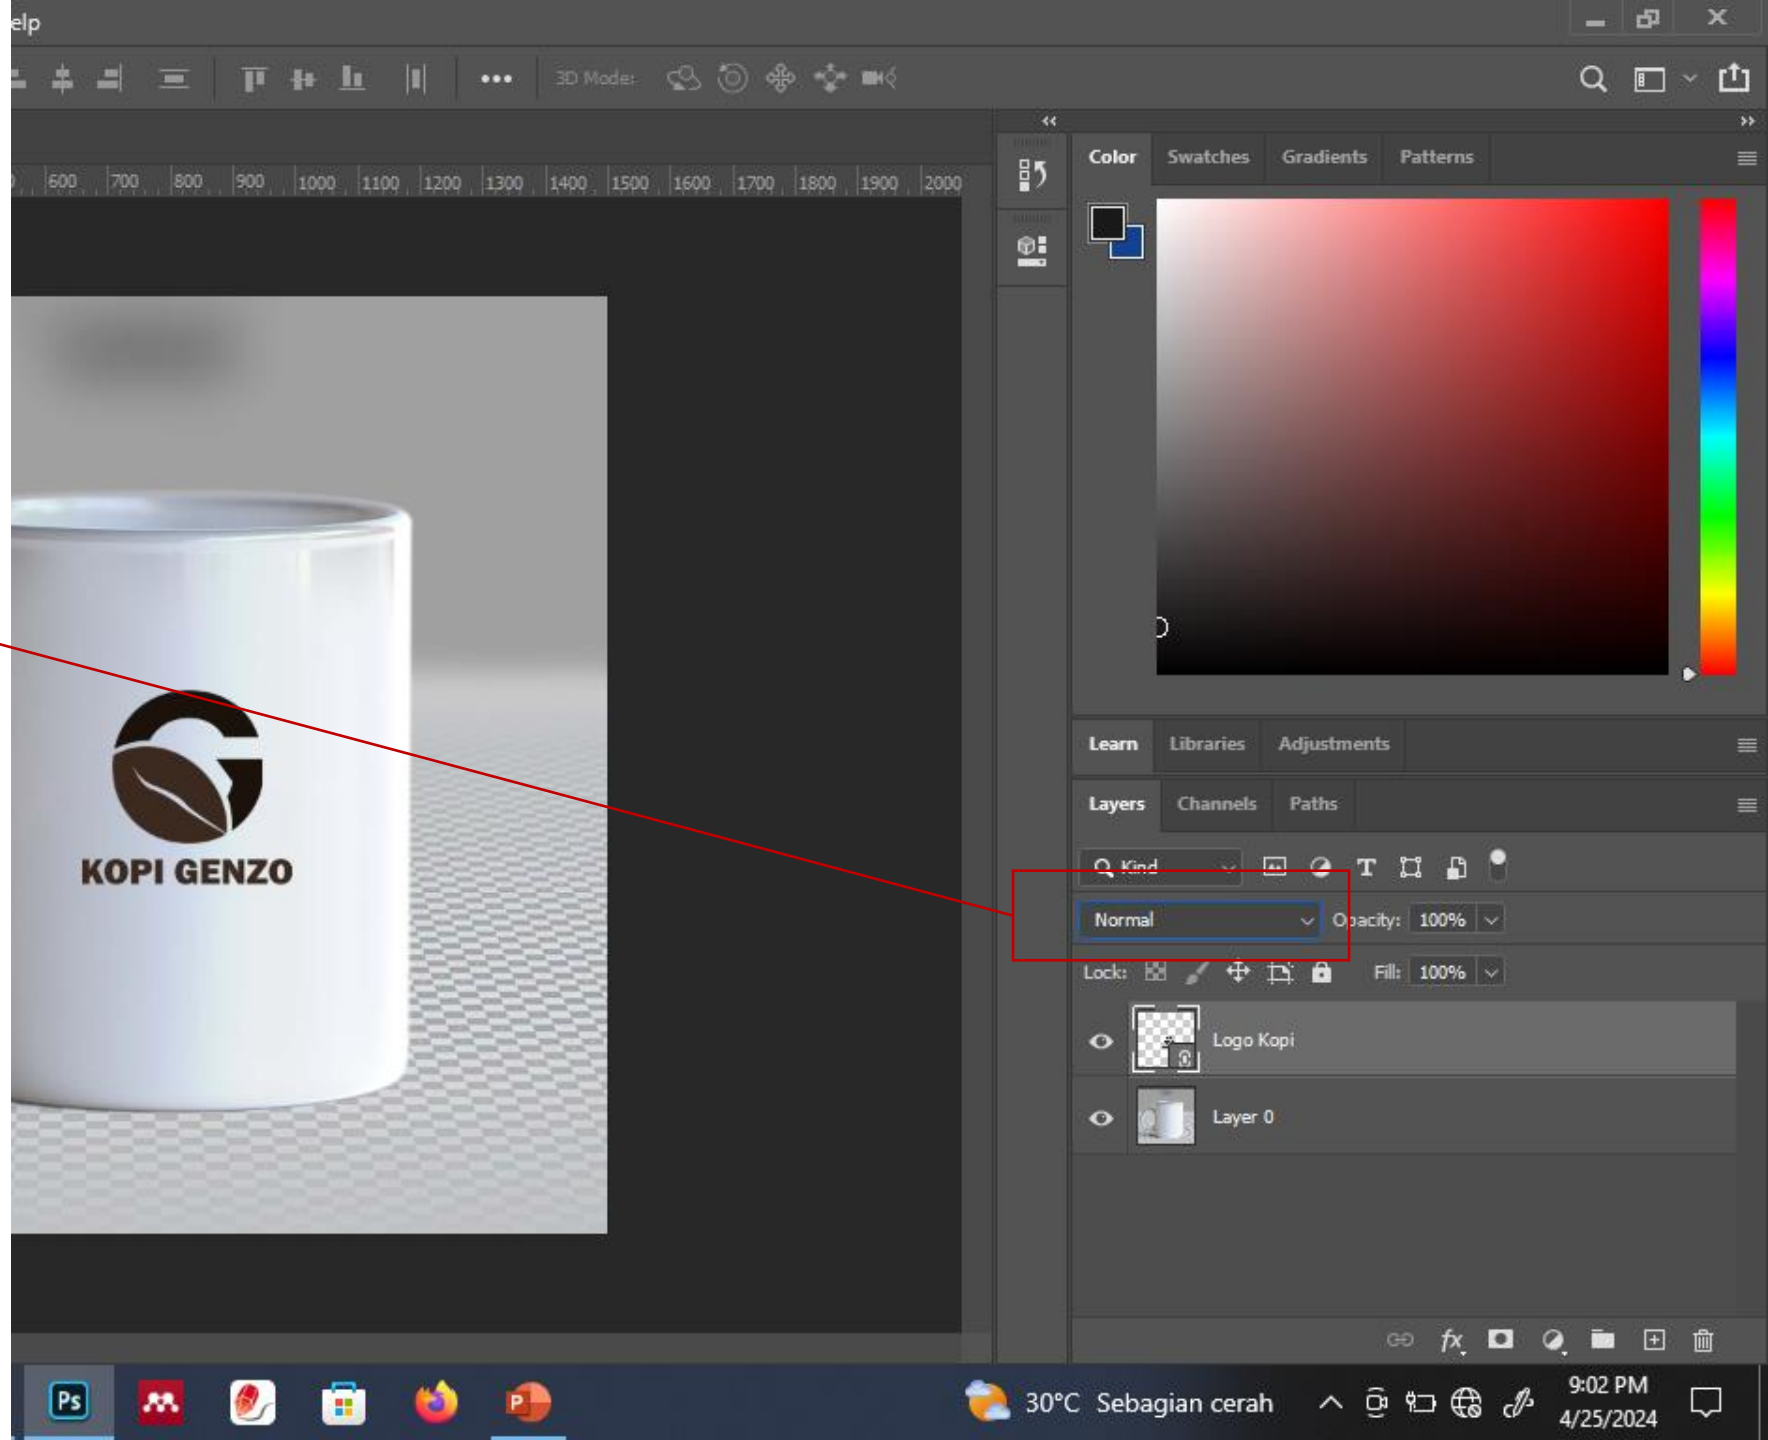 elp
3D Mode:
600 700 800 900 1000 1100 1200 1300 1400 1500 1600 1700 1800 1900 2000
Color Swatches Gradients Patterns
KOPI GENZO
Learn Libraries Adjustments
Layers Channels Paths
Kind
Normal Opacity: 100%
Lock: Fill: 100%
Logo Kopi
Layer 0
fx
Ps
P
30°C Sebagian cerah
9:02 PM
4/25/2024